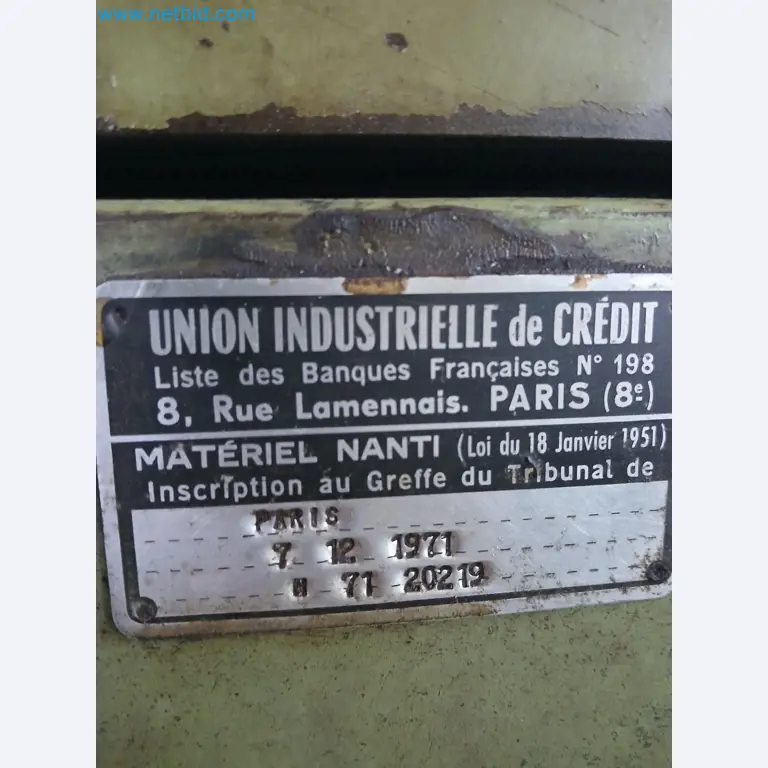 www.netbid.com
UNION INDUSTRIELLE de CRÉDIT
Liste des Banques Françaises N° 198
8, Rue Lamennais. PARIS (8e)
MATÉRIEL NANTI (Loi du 18 Janvier 1951)
Inscription au Greffe du Tribunal de
PARIS
7 12 1971
H 71 20219